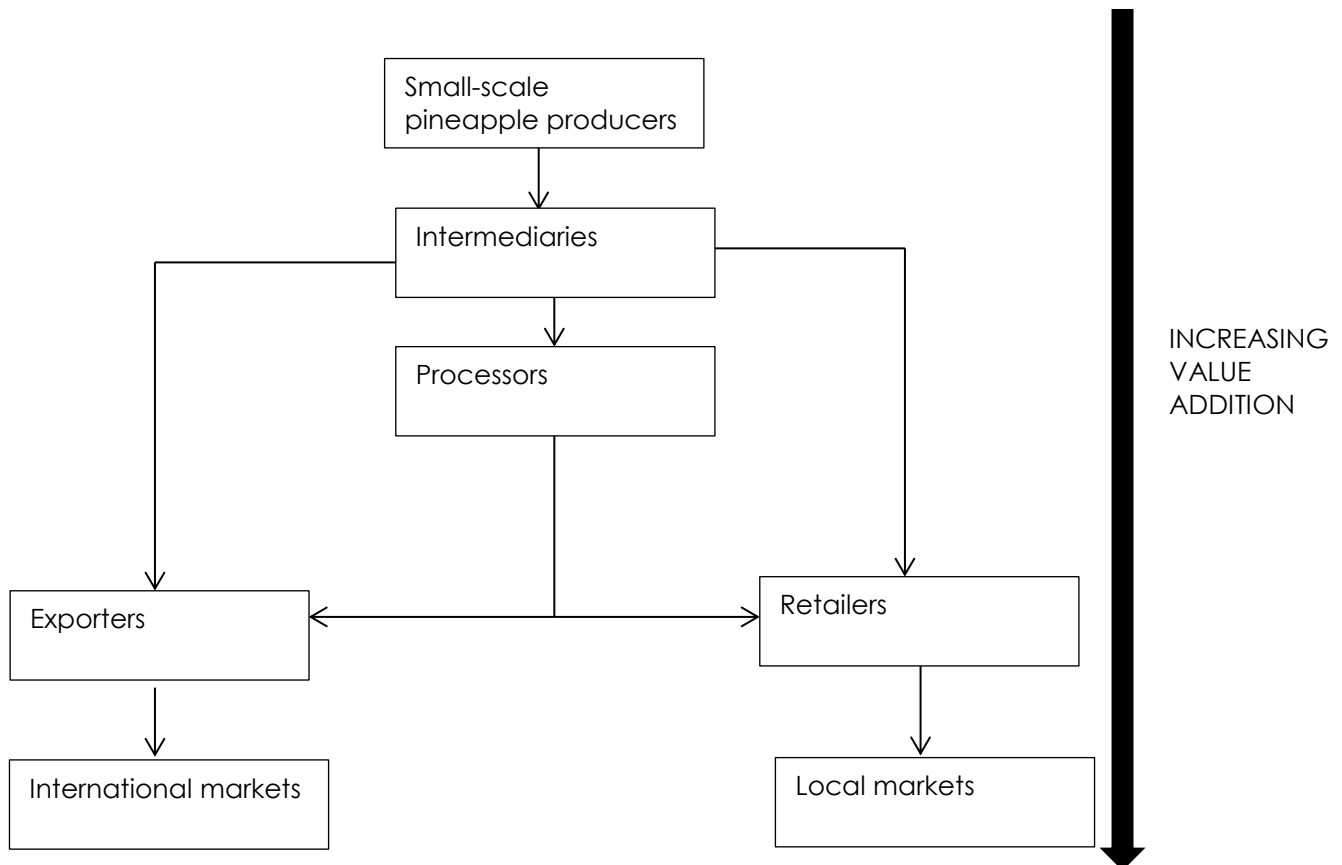 Small-scale
pineapple producers
Intermediaries
Processors
INCREASING
VALUE
ADDITION
Exporters
Retailers
International markets
Local markets